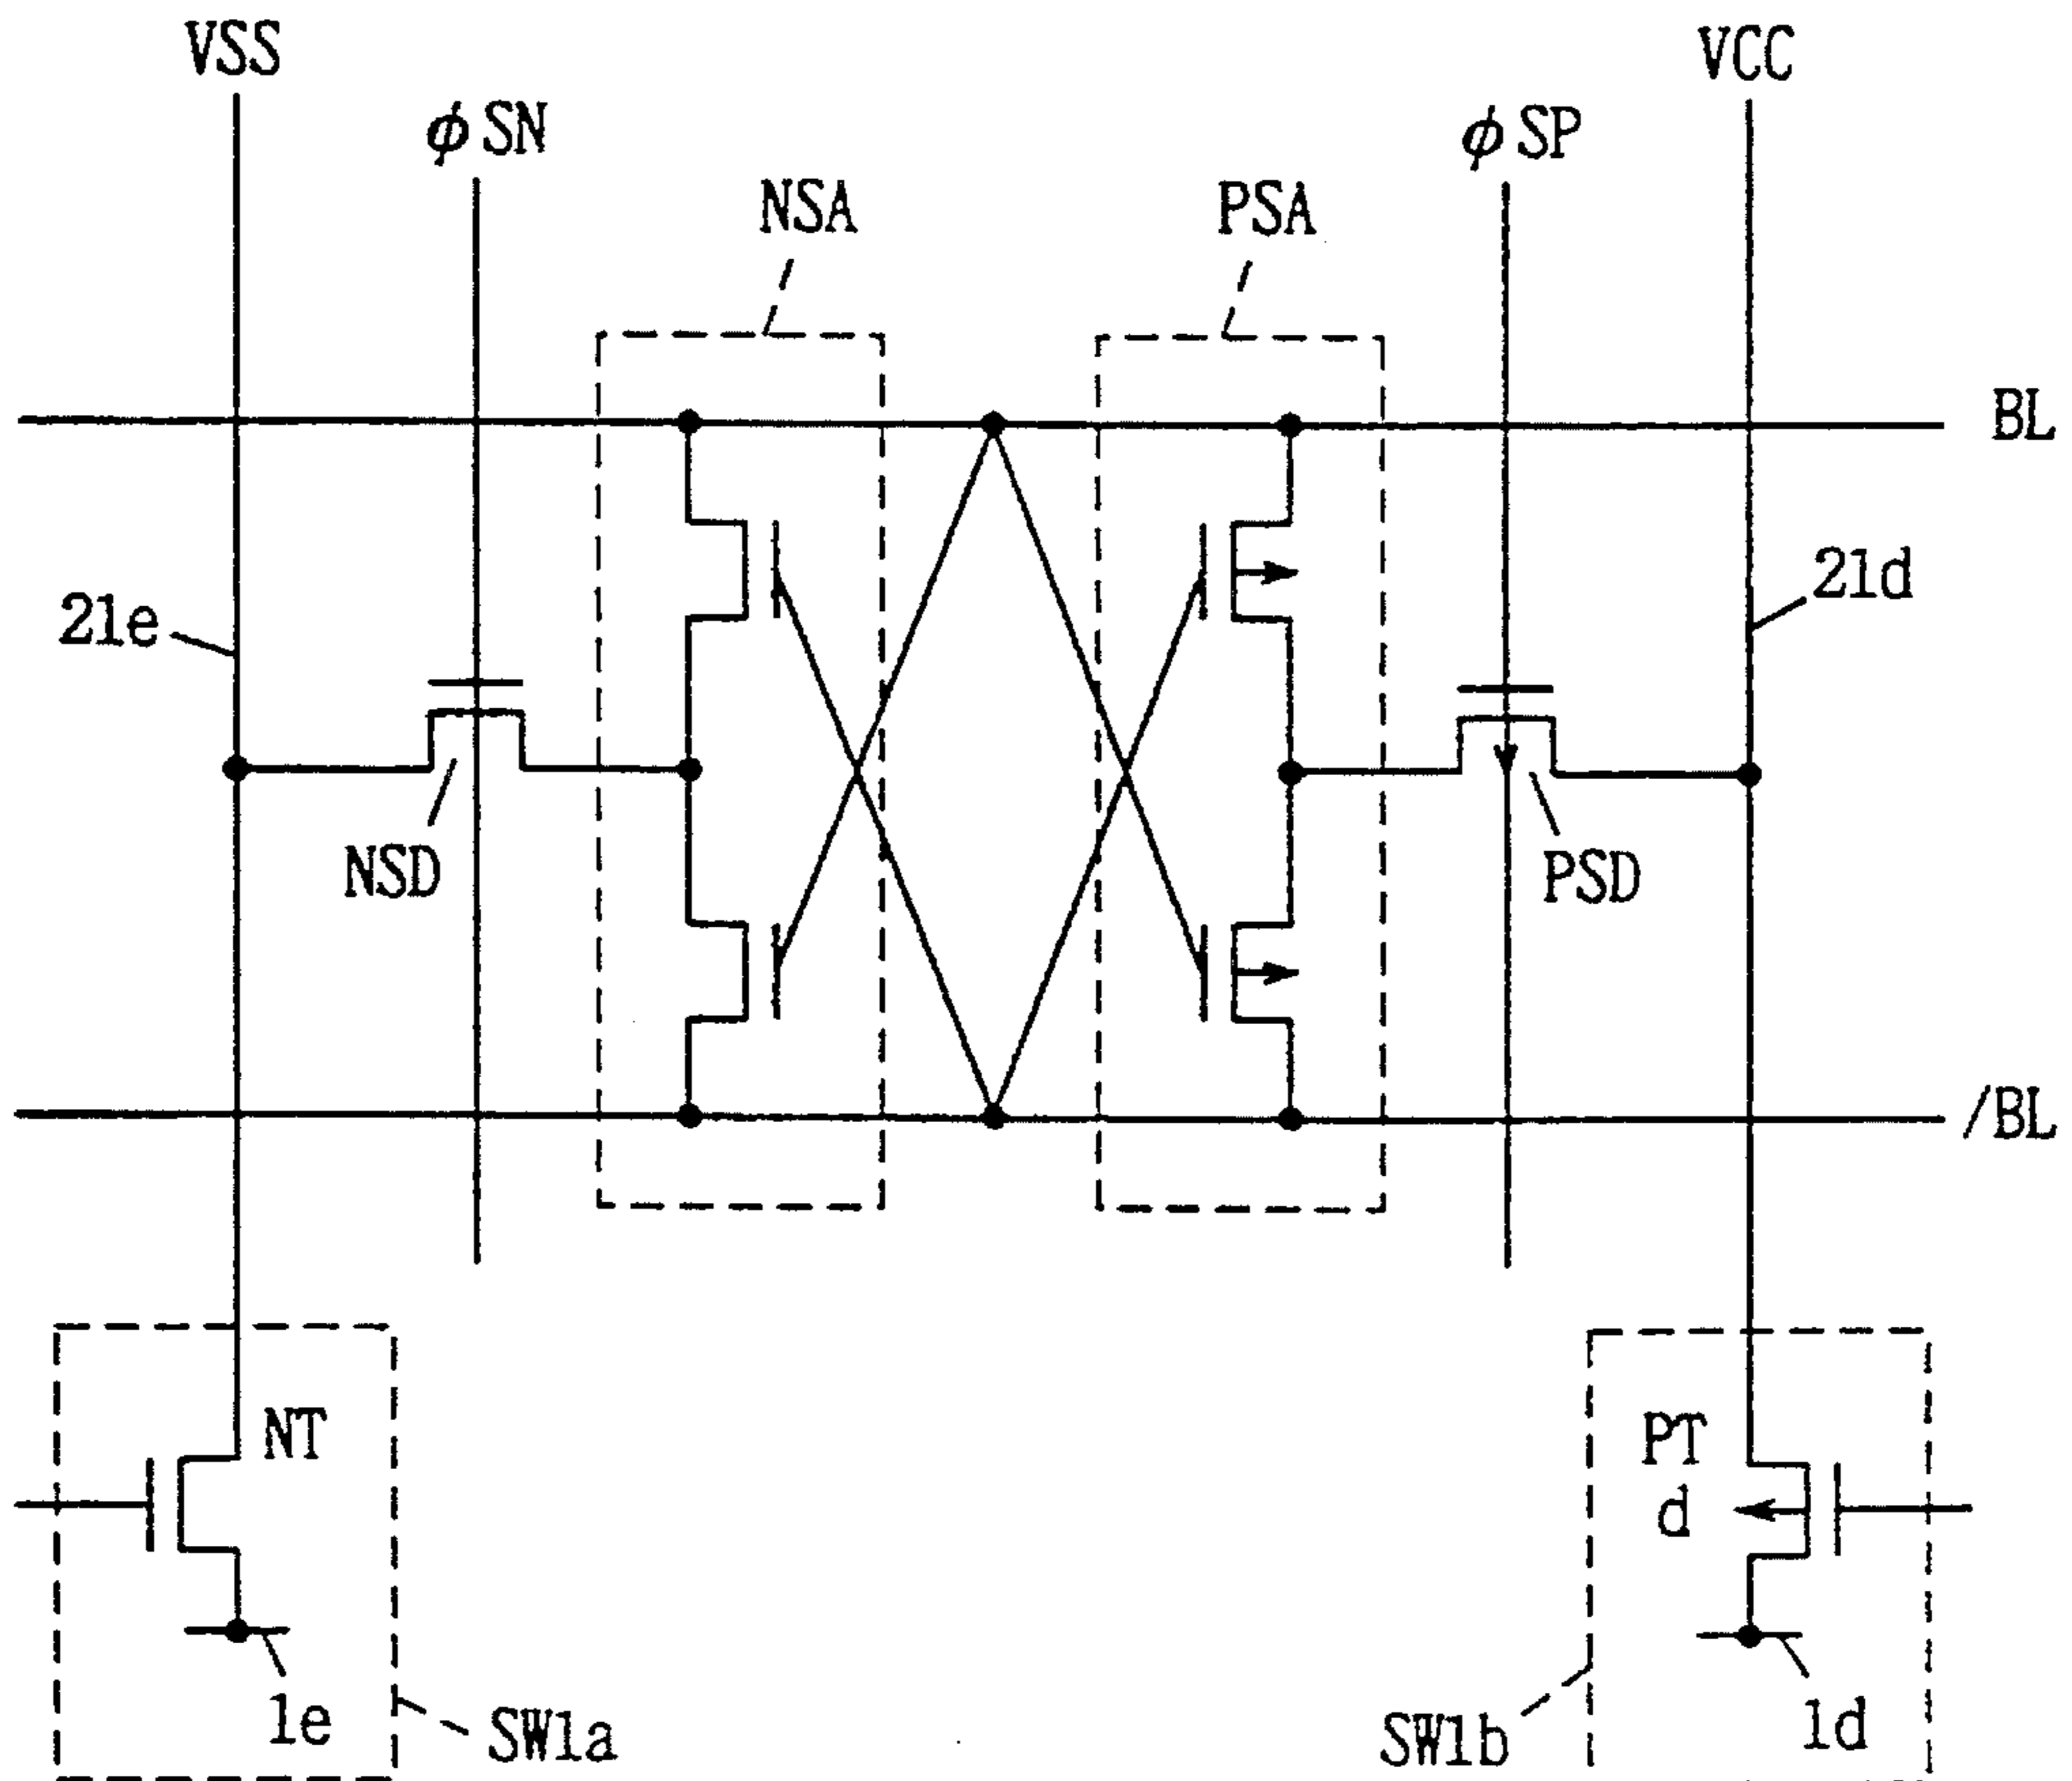 VSS
VCC
φSN
φSP
NSA
PSA
BL
21e
21d
NSD
PSD
/BL
NT
PT
d
1e
SW1a
SW1b
1d